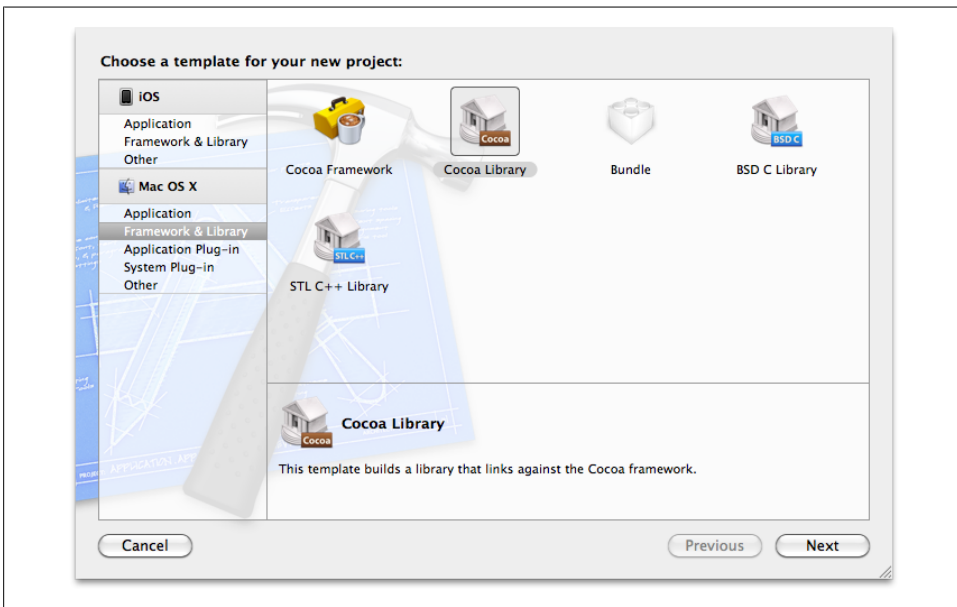 Choose a template for your new project:
iOS
Application
Framework & Library
Other
Mac OS X
Application
Framework & Library
Application Plug-in
System Plug-in
Other
Cocoa
BSD C
Cocoa Framework
Cocoa Library
Bundle
BSD C Library
STL C++
STL C++ Library
Cocoa
Cocoa Library
This template builds a library that links against the Cocoa framework.
Cancel
Previous
Next